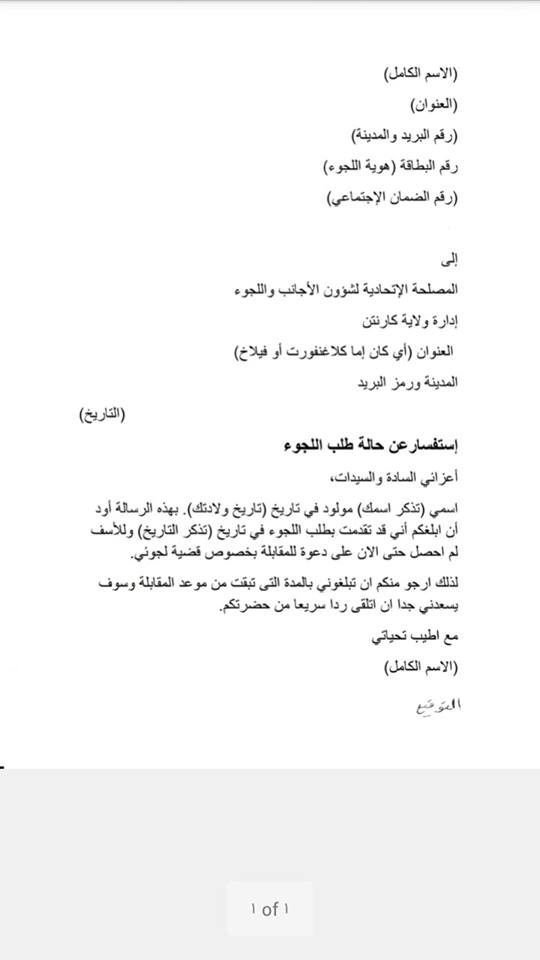 (الاسم الكامل)
(العنوان)
(رقم البريد والمدينة)
رقم البطاقة (هوية اللجوء)
(رقم الضمان الإجتماعي)
إلى
المصلحة الإتحادية لشؤون الأجانب واللجوء
إدارة ولاية كارنتن
العنوان (أي كان إما كلاغنفورت أو فيلاخ)
المدينة ورمز البريد
(التاريخ)
إستفسارعن حالة طلب اللجوء
أعزائي السادة والسيدات،
اسمي (تذكر اسمك) مولود في تاريخ (تاريخ ولادتك). بهذه الرسالة أود
أن ابلغكم أني قد تقدمت بطلب اللجوء في تاريخ (تذكر التاريخ) وللأسف
لم احصل حتى الان على دعوة للمقابلة بخصوص قضية لجوئي.
لذلك ارجو منكم ان تبلغوني بالمدة التى تبقت من موعد المقابلة وسوف
يسعدني جدا ان اتلقى ردا سريعا من حضرتكم.
مع اطيب تحياتي
(الاسم الكامل)
التوقيع
١ of ١